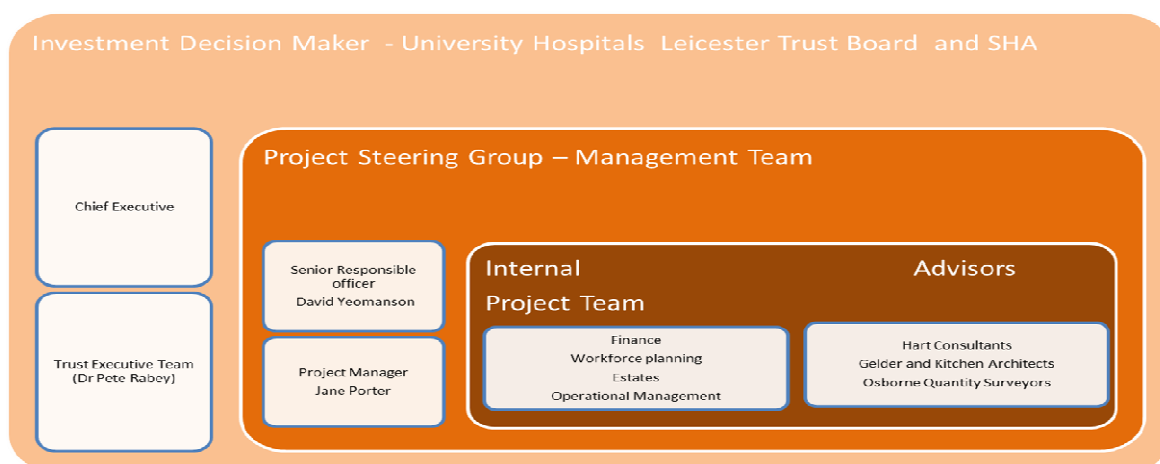 Investment Decision Maker - University Hospitals Leicester Trust Board and SHA
Chief Executive
Trust Executive Team
(Dr Pete Rabey)
Project Steering Group – Management Team
Senior Responsible
officer
David Yeomanson
Project Manager
Jane Porter
Internal
Project Team
Finance
Workforce planning
Estates
Operational Management
Advisors
Hart Consultants
Gelder and Kitchen Architects
Osborne Quantity Surveyors